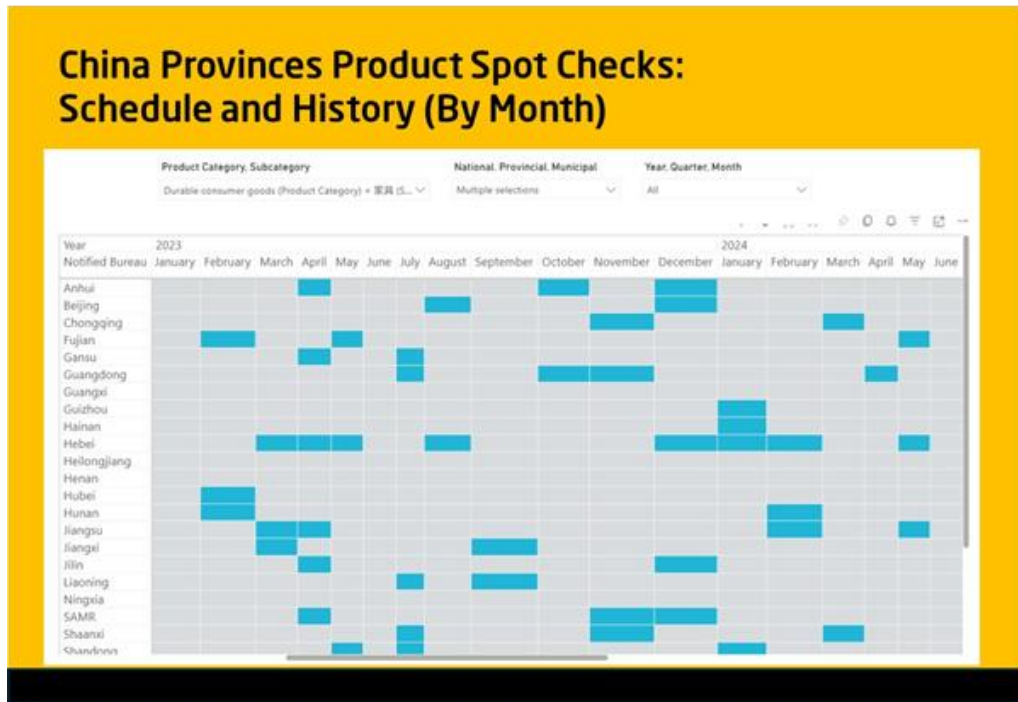 China Provinces Product Spot Checks:
Schedule and History (By Month)
Product Category, Subcategory
National, Provincial, Municipal
Year, Quarter, Month
Durable consumer goods (Product Category) + 家具 (S...
Multiple selections
All
Year 2023 2024
Notified Bureau January February March April May June July August September October November December January February March April May June
Anhui
Beijing
Chongqing
Fujian
Gansu
Guangdong
Guangxi
Guizhou
Hainan
Hebei
Heilongjiang
Henan
Hubei
Hunan
Jiangsu
Jiangxi
Jilin
Liaoning
Ningxia
SAMR
Shaanxi
Shandong